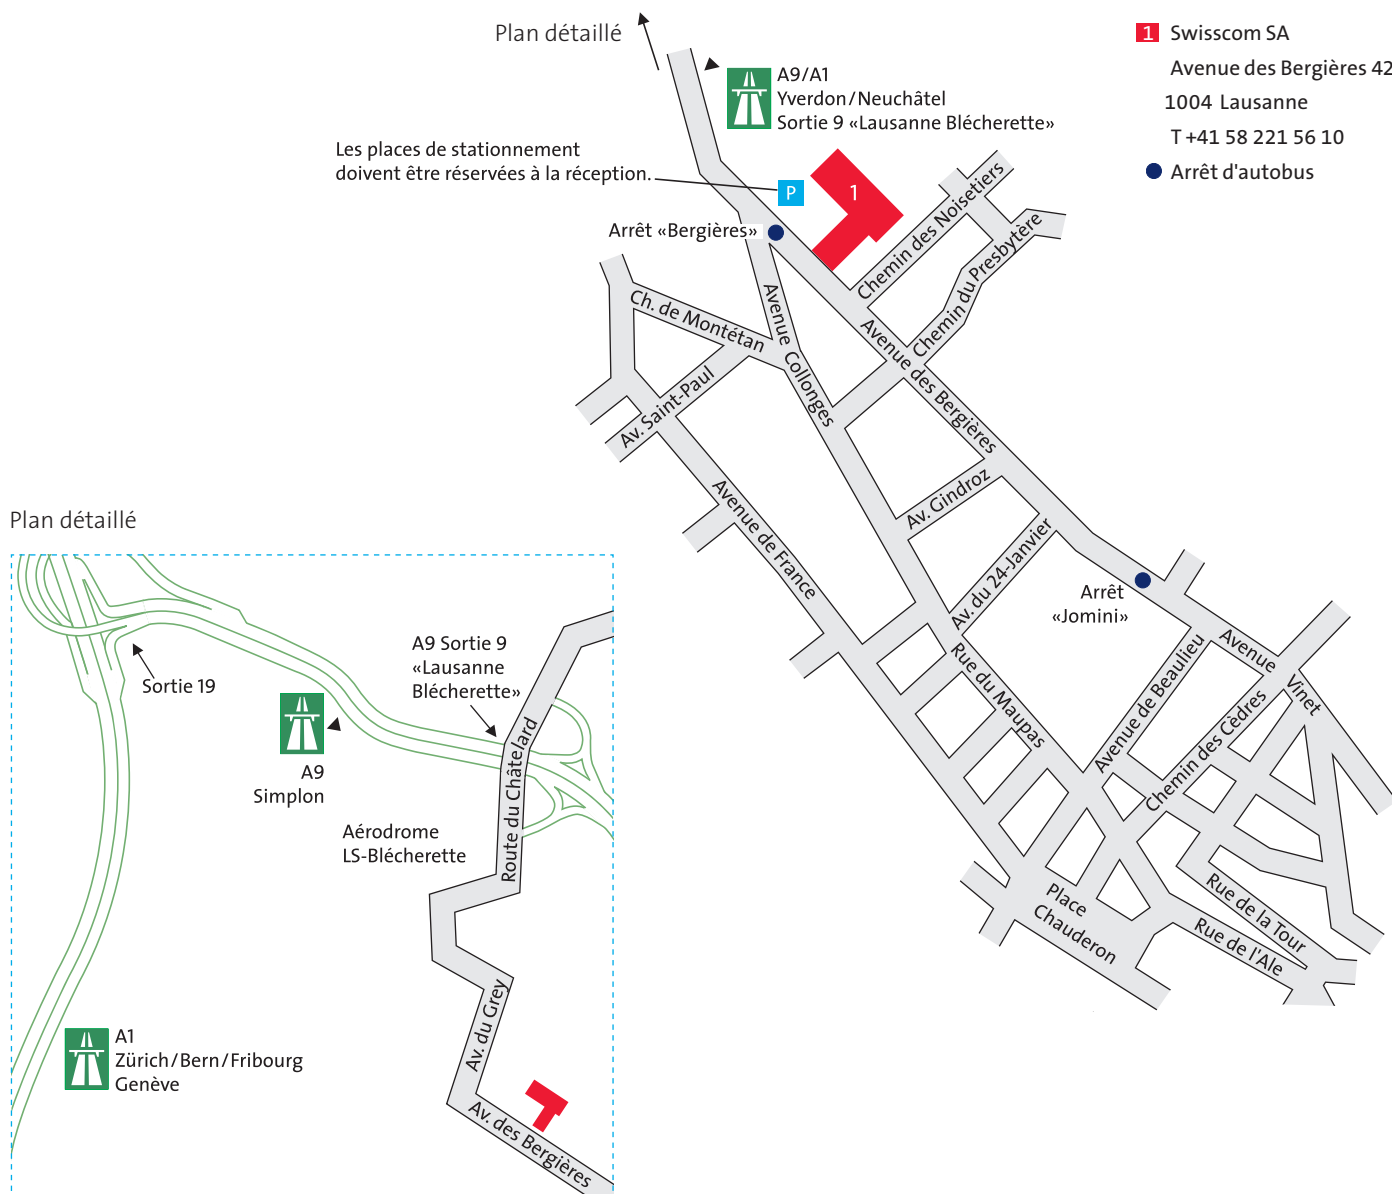 Plan détaillé
A9/A1
Yverdon/Neuchâtel
Sortie 9 «Lausanne Blécherette»
1 Swisscom SA
Avenue des Bergières 42
1004 Lausanne
T +41 58 221 56 10
Arrêt d'autobus
Les places de stationnement
doivent être réservées à la réception.
P
1
Arrêt «Bergières»
Chemin des Noisetiers
Chemin du Presbytère
Ch. de Montétan
Avenue Collonges
Avenue des Bergières
Av. Saint-Paul
Av. Gindroz
Avenue de France
Av. du 24-Janvier
Arrêt
«Jomini»
Rue du Maupas
Avenue de Beaulieu
Avenue Vinet
Chemin des Cèdres
Place
Chauderon
Rue de la Tour
Rue de l'Ale
Plan détaillé
Sortie 19
A9 Sortie 9
«Lausanne
Blécherette»
A9
Simplon
Route du Châtelard
Aérodrome
LS-Blécherette
Av. du Grey
A1
Zürich/Bern/Fribourg
Genève
Av. des Bergières